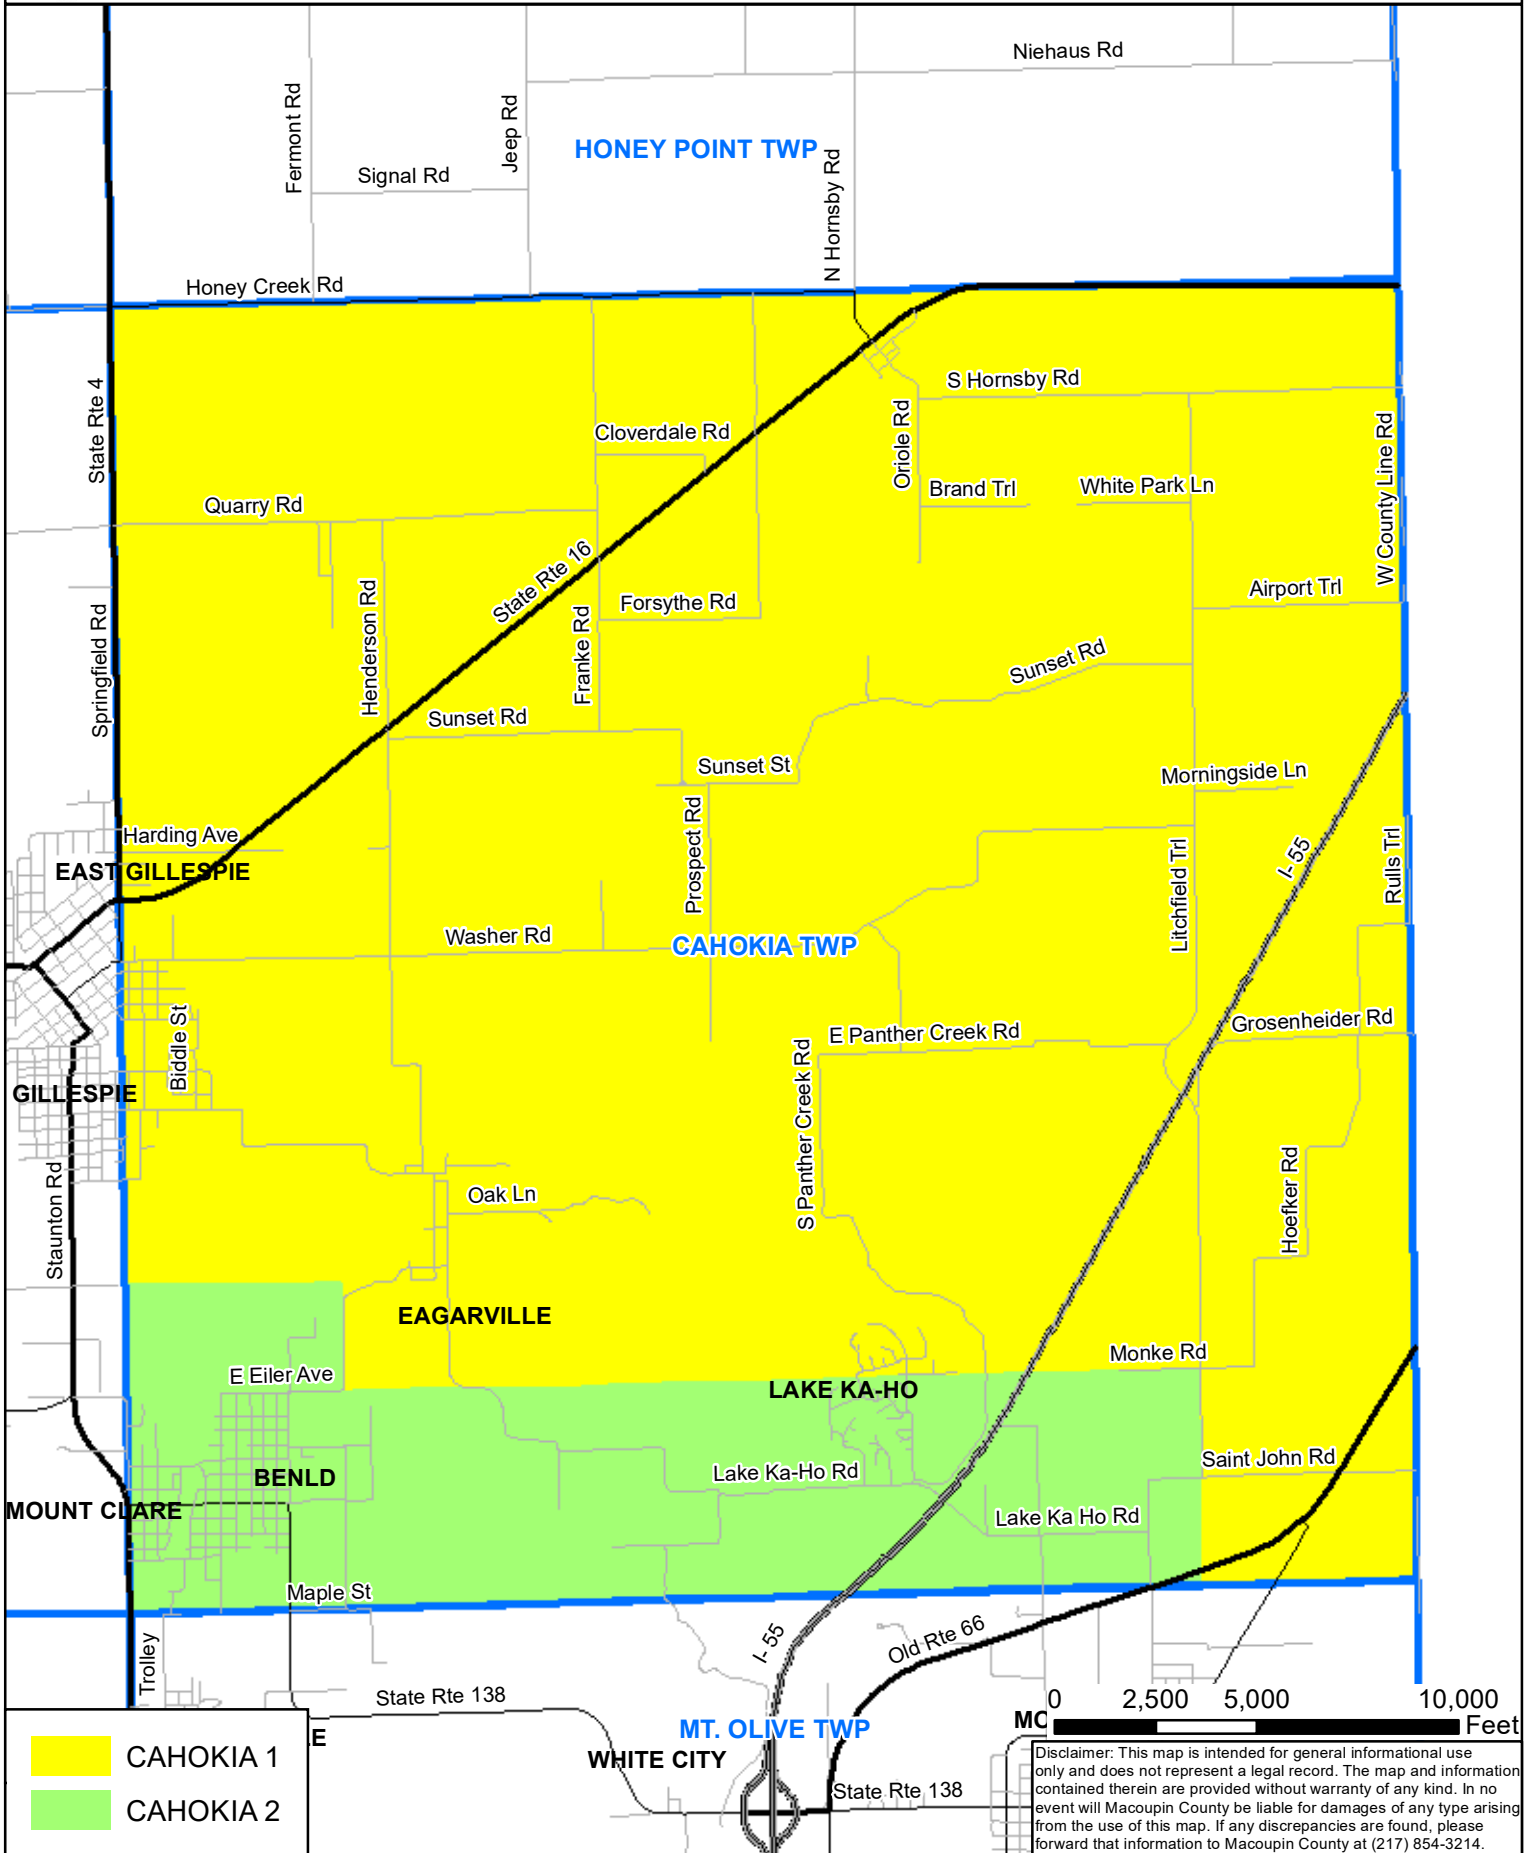 Niehaus Rd
Fermont Rd
Jeep Rd
HONEY POINT TWP
N Hornsby Rd
Signal Rd
Honey Creek Rd
State Rte 4
S Hornsby Rd
Cloverdale Rd
Oriole Rd
W County Line Rd
Quarry Rd
Brand Trl
White Park Ln
State Rte 16
Henderson Rd
Springfield Rd
Forsythe Rd
Franke Rd
Airport Trl
Sunset Rd
Sunset Rd
Sunset St
Morningside Ln
Prospect Rd
Harding Ave
EAST GILLESPIE
I-55
Rulls Trl
Litchfield Trl
Washer Rd
CAHOKIA TWP
Biddle St
E Panther Creek Rd
Grosenheider Rd
GILLESPIE
S Panther Creek Rd
Staunton Rd
Oak Ln
Hoefker Rd
EAGARVILLE
Monke Rd
E Eiler Ave
LAKE KA-HO
BENLD
Lake Ka-Ho Rd
Saint John Rd
MOUNT CLARE
Lake Ka Ho Rd
Maple St
Trolley
I-55
Old Rte 66
State Rte 138
MT. OLIVE TWP
WHITE CITY
State Rte 138
MO
E
0 2,500 5,000 10,000
Feet
CAHOKIA 1
CAHOKIA 2
Disclaimer: This map is intended for general informational use
only and does not represent a legal record. The map and information
contained therein are provided without warranty of any kind. In no
event will Macoupin County be liable for damages of any type arising
from the use of this map. If any discrepancies are found, please
forward that information to Macoupin County at (217) 854-3214.